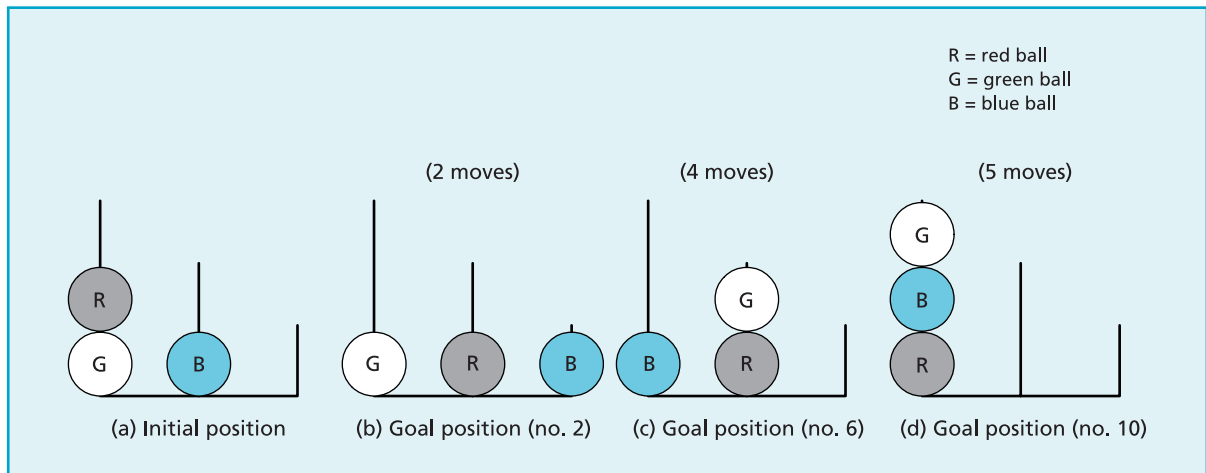 R = red ball
G = green ball
B = blue ball
(2 moves)
(4 moves)
(5 moves)
R
G
B
G
R
B
B
G
R
G
B
R
(a) Initial position
(b) Goal position (no. 2)
(c) Goal position (no. 6)
(d) Goal position (no. 10)